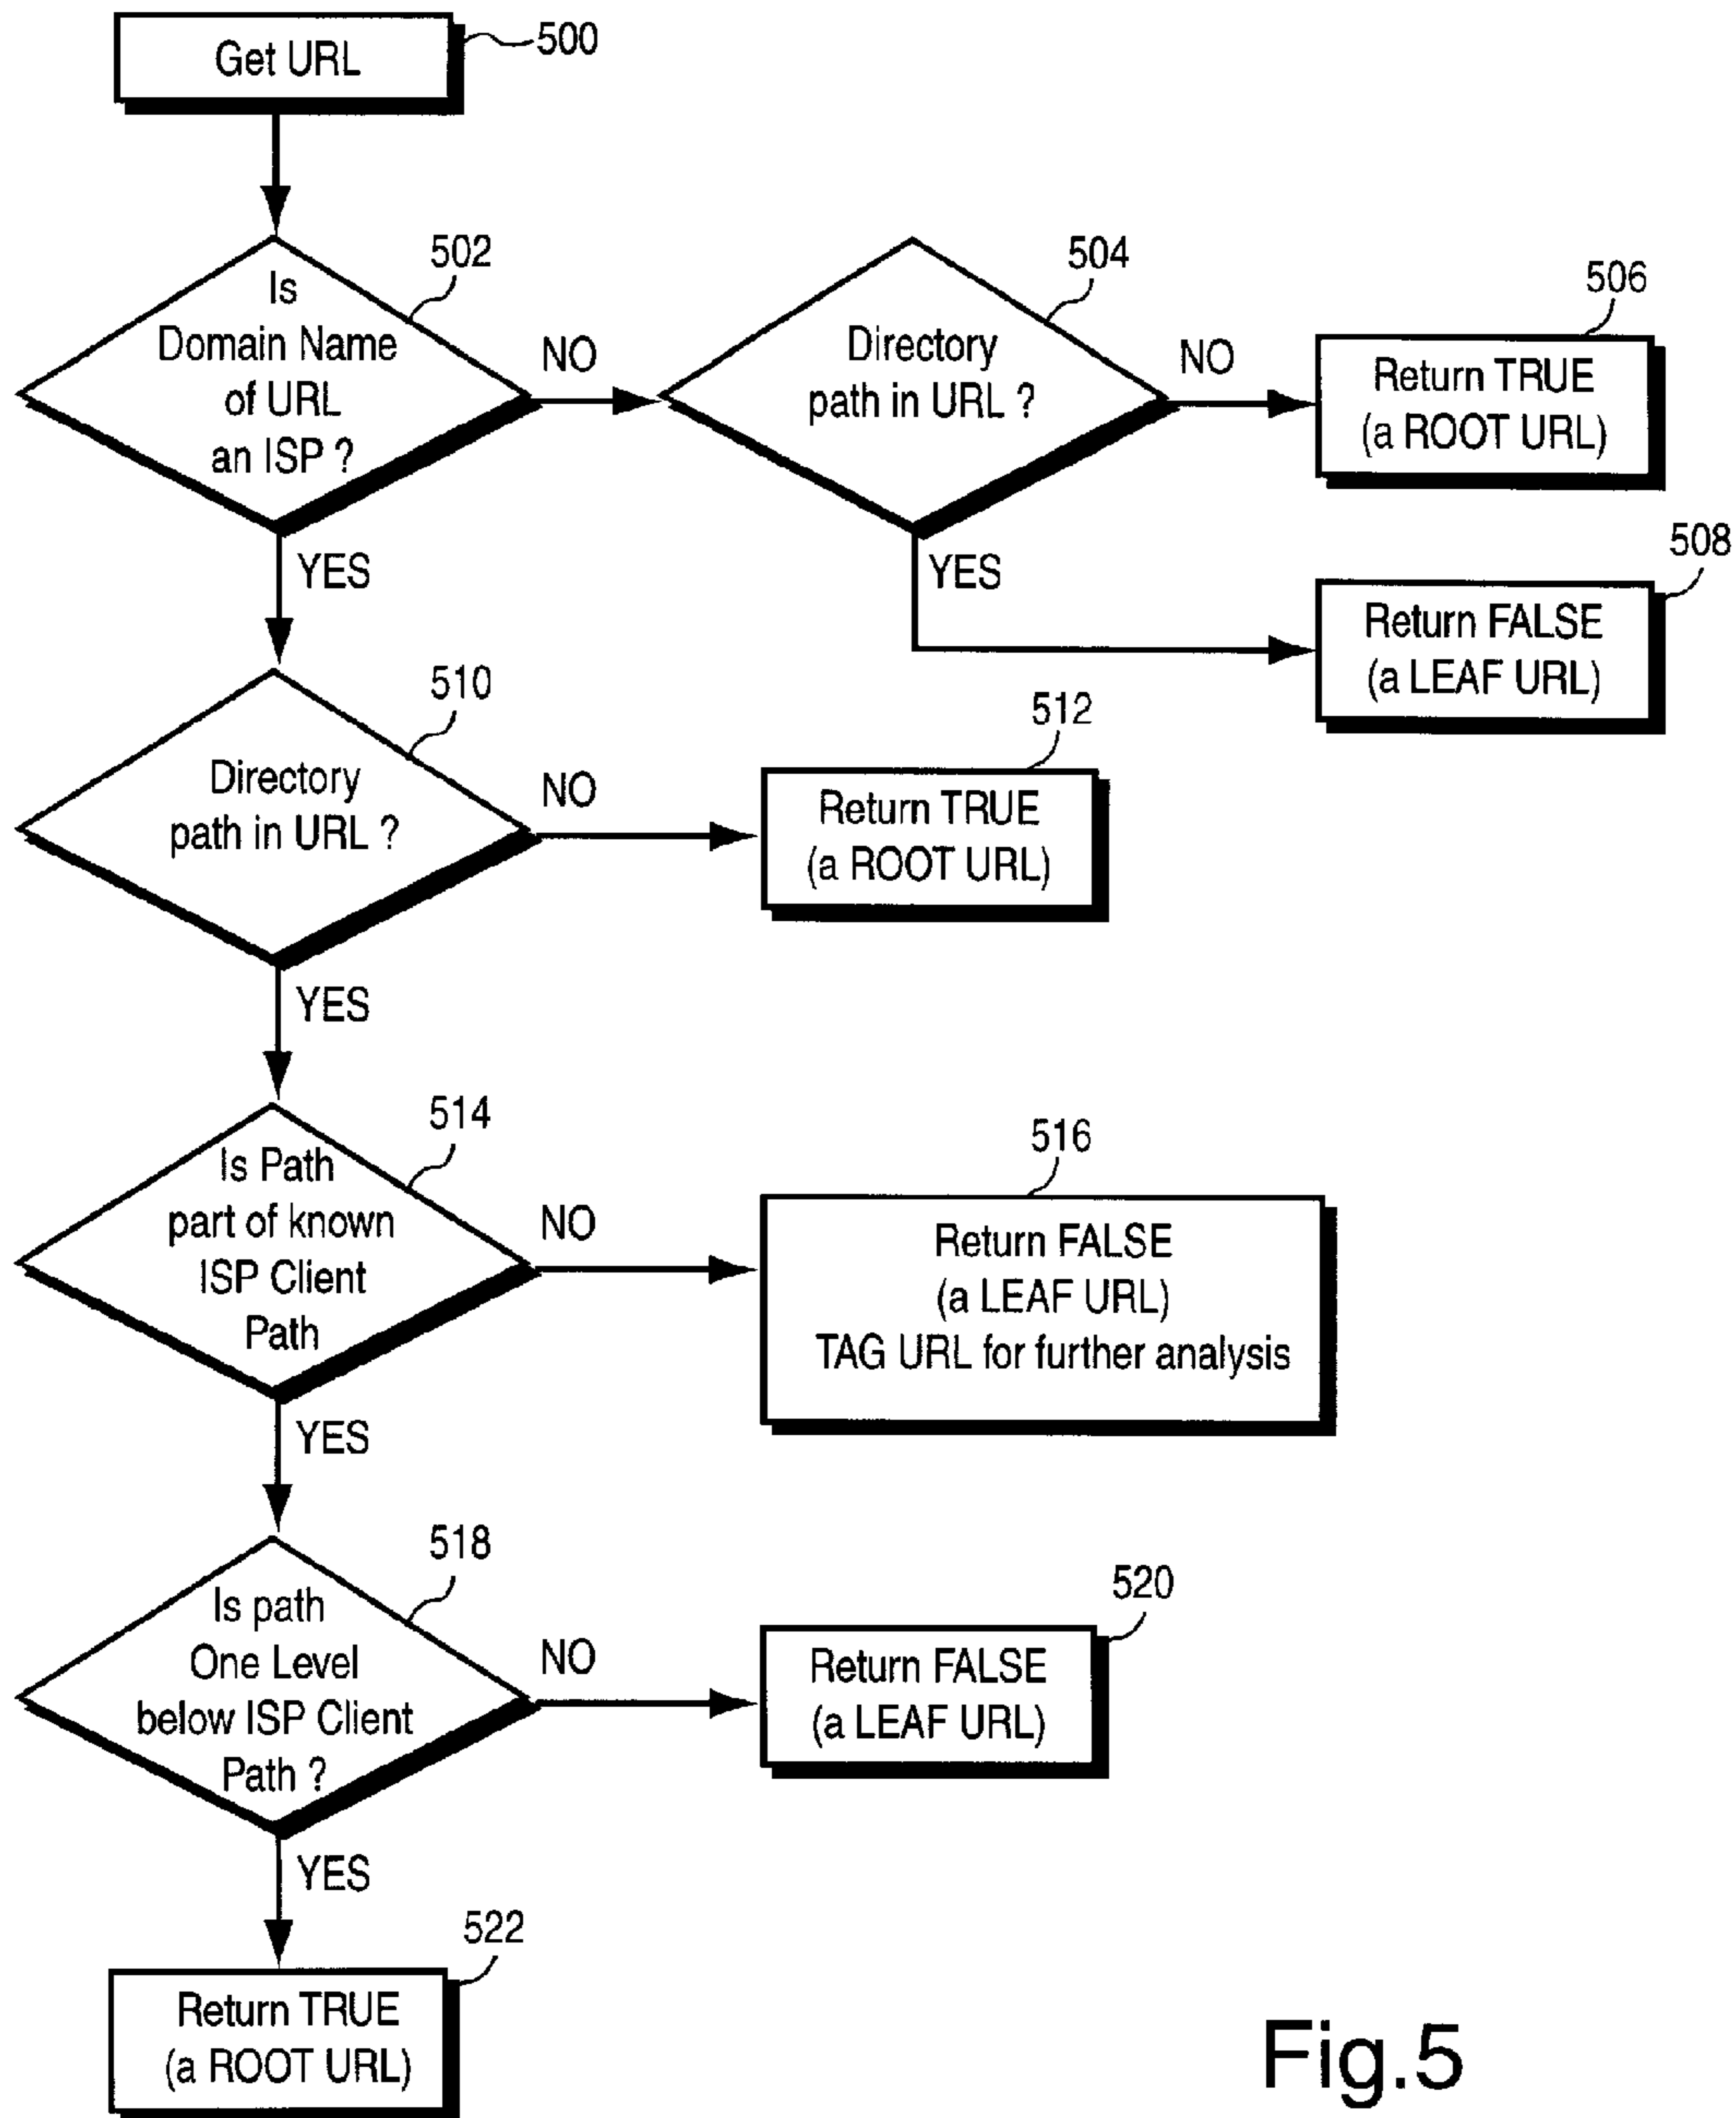 Get URL
500
Is
Domain Name
of URL
an ISP ?
502
NO
YES
Directory
path in URL ?
504
NO
YES
Return TRUE
(a ROOT URL)
506
Return FALSE
(a LEAF URL)
508
Directory
path in URL ?
510
NO
YES
Return TRUE
(a ROOT URL)
512
Is Path
part of known
ISP Client
Path
514
NO
YES
Return FALSE
(a LEAF URL)
TAG URL for further analysis
516
Is path
One Level
below ISP Client
Path ?
518
NO
YES
Return FALSE
(a LEAF URL)
520
Return TRUE
(a ROOT URL)
522
Fig.5